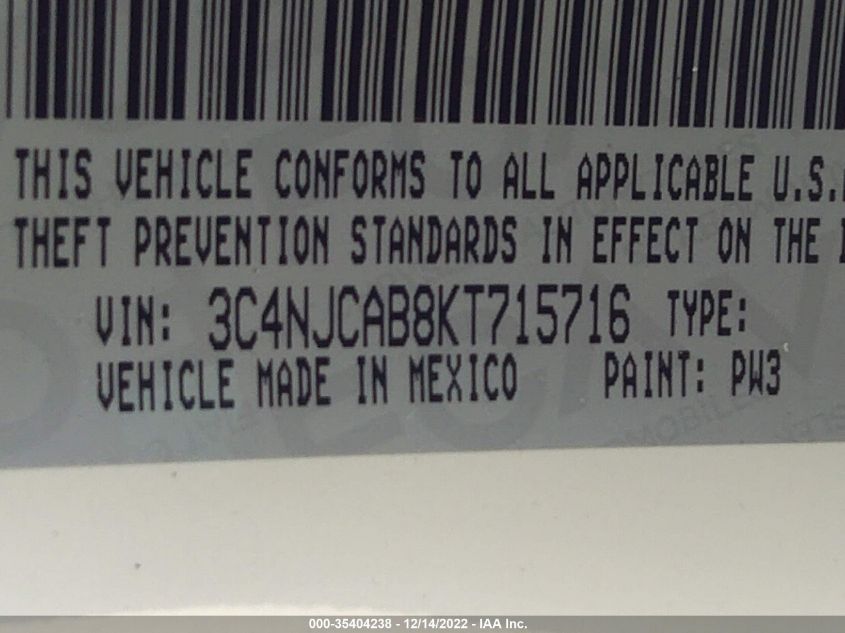 THIS VEHICLE CONFORMS TO ALL APPLICABLE U.S.
THEFT PREVENTION STANDARDS IN EFFECT ON THE
VIN: 3C4NJCAB8KT715716 TYPE:
VEHICLE MADE IN MEXICO PAINT: PW3
000-35404238 - 12/14/2022 - IAA Inc.